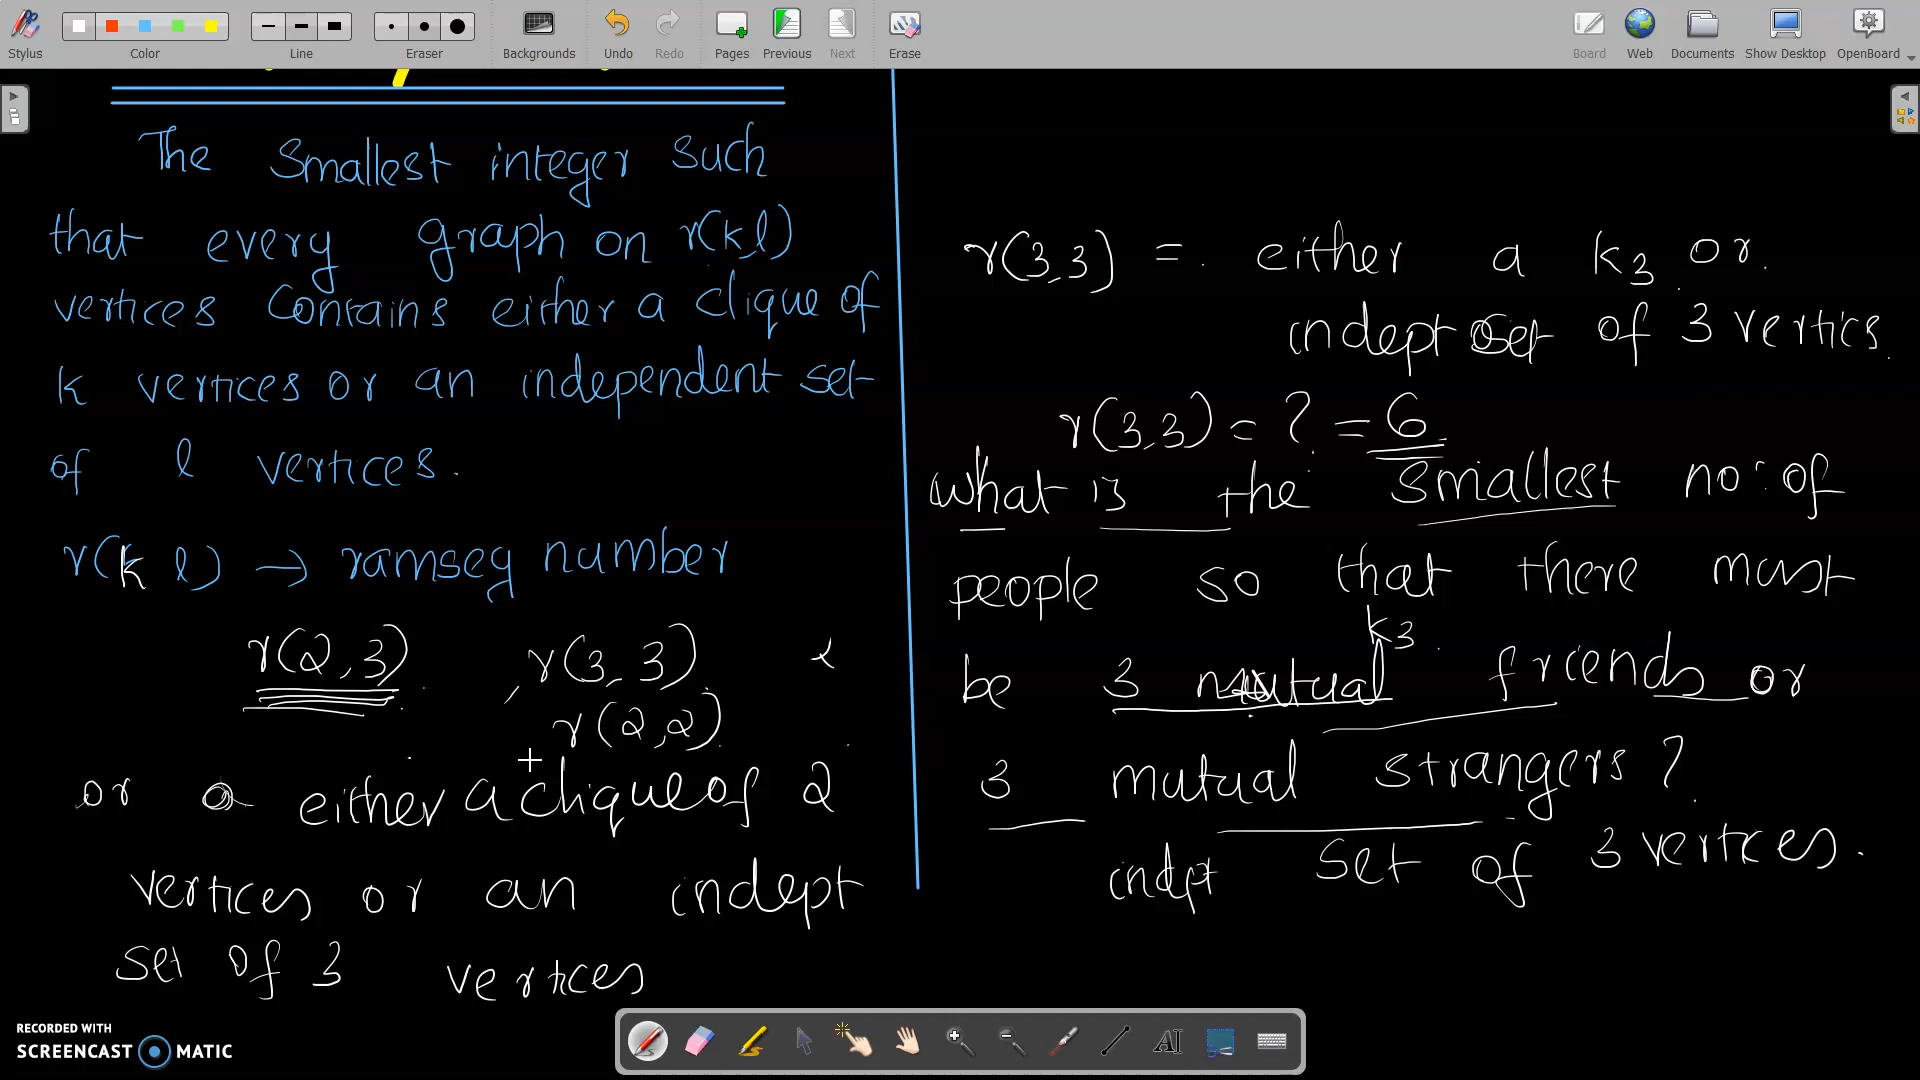 Stylus
Color
Line
Eraser
Backgrounds
Undo
Redo
Pages
Previous
Next
Erase
Board
Web
Documents
Show Desktop
OpenBoard
The Smallest integer such
that every graph on r(k,l)
vertices Contains either a clique of
k vertices or an independent set
of l vertices.
r(k l) → ramsey number
r(2,3) , r(3,3)
r(2,2)
or either a clique of 2
vertices or an indept
set of 3 vertices
r(3,3) = either a k3 or
indept set of 3 vertics.
r(3,3) = ? = 6
what is the smallest no: of
people so that there must
k3
be 3 mutual friends or
3 mutual strangers?
indpt set of 3 vertices.
RECORDED WITH
SCREENCAST MATIC